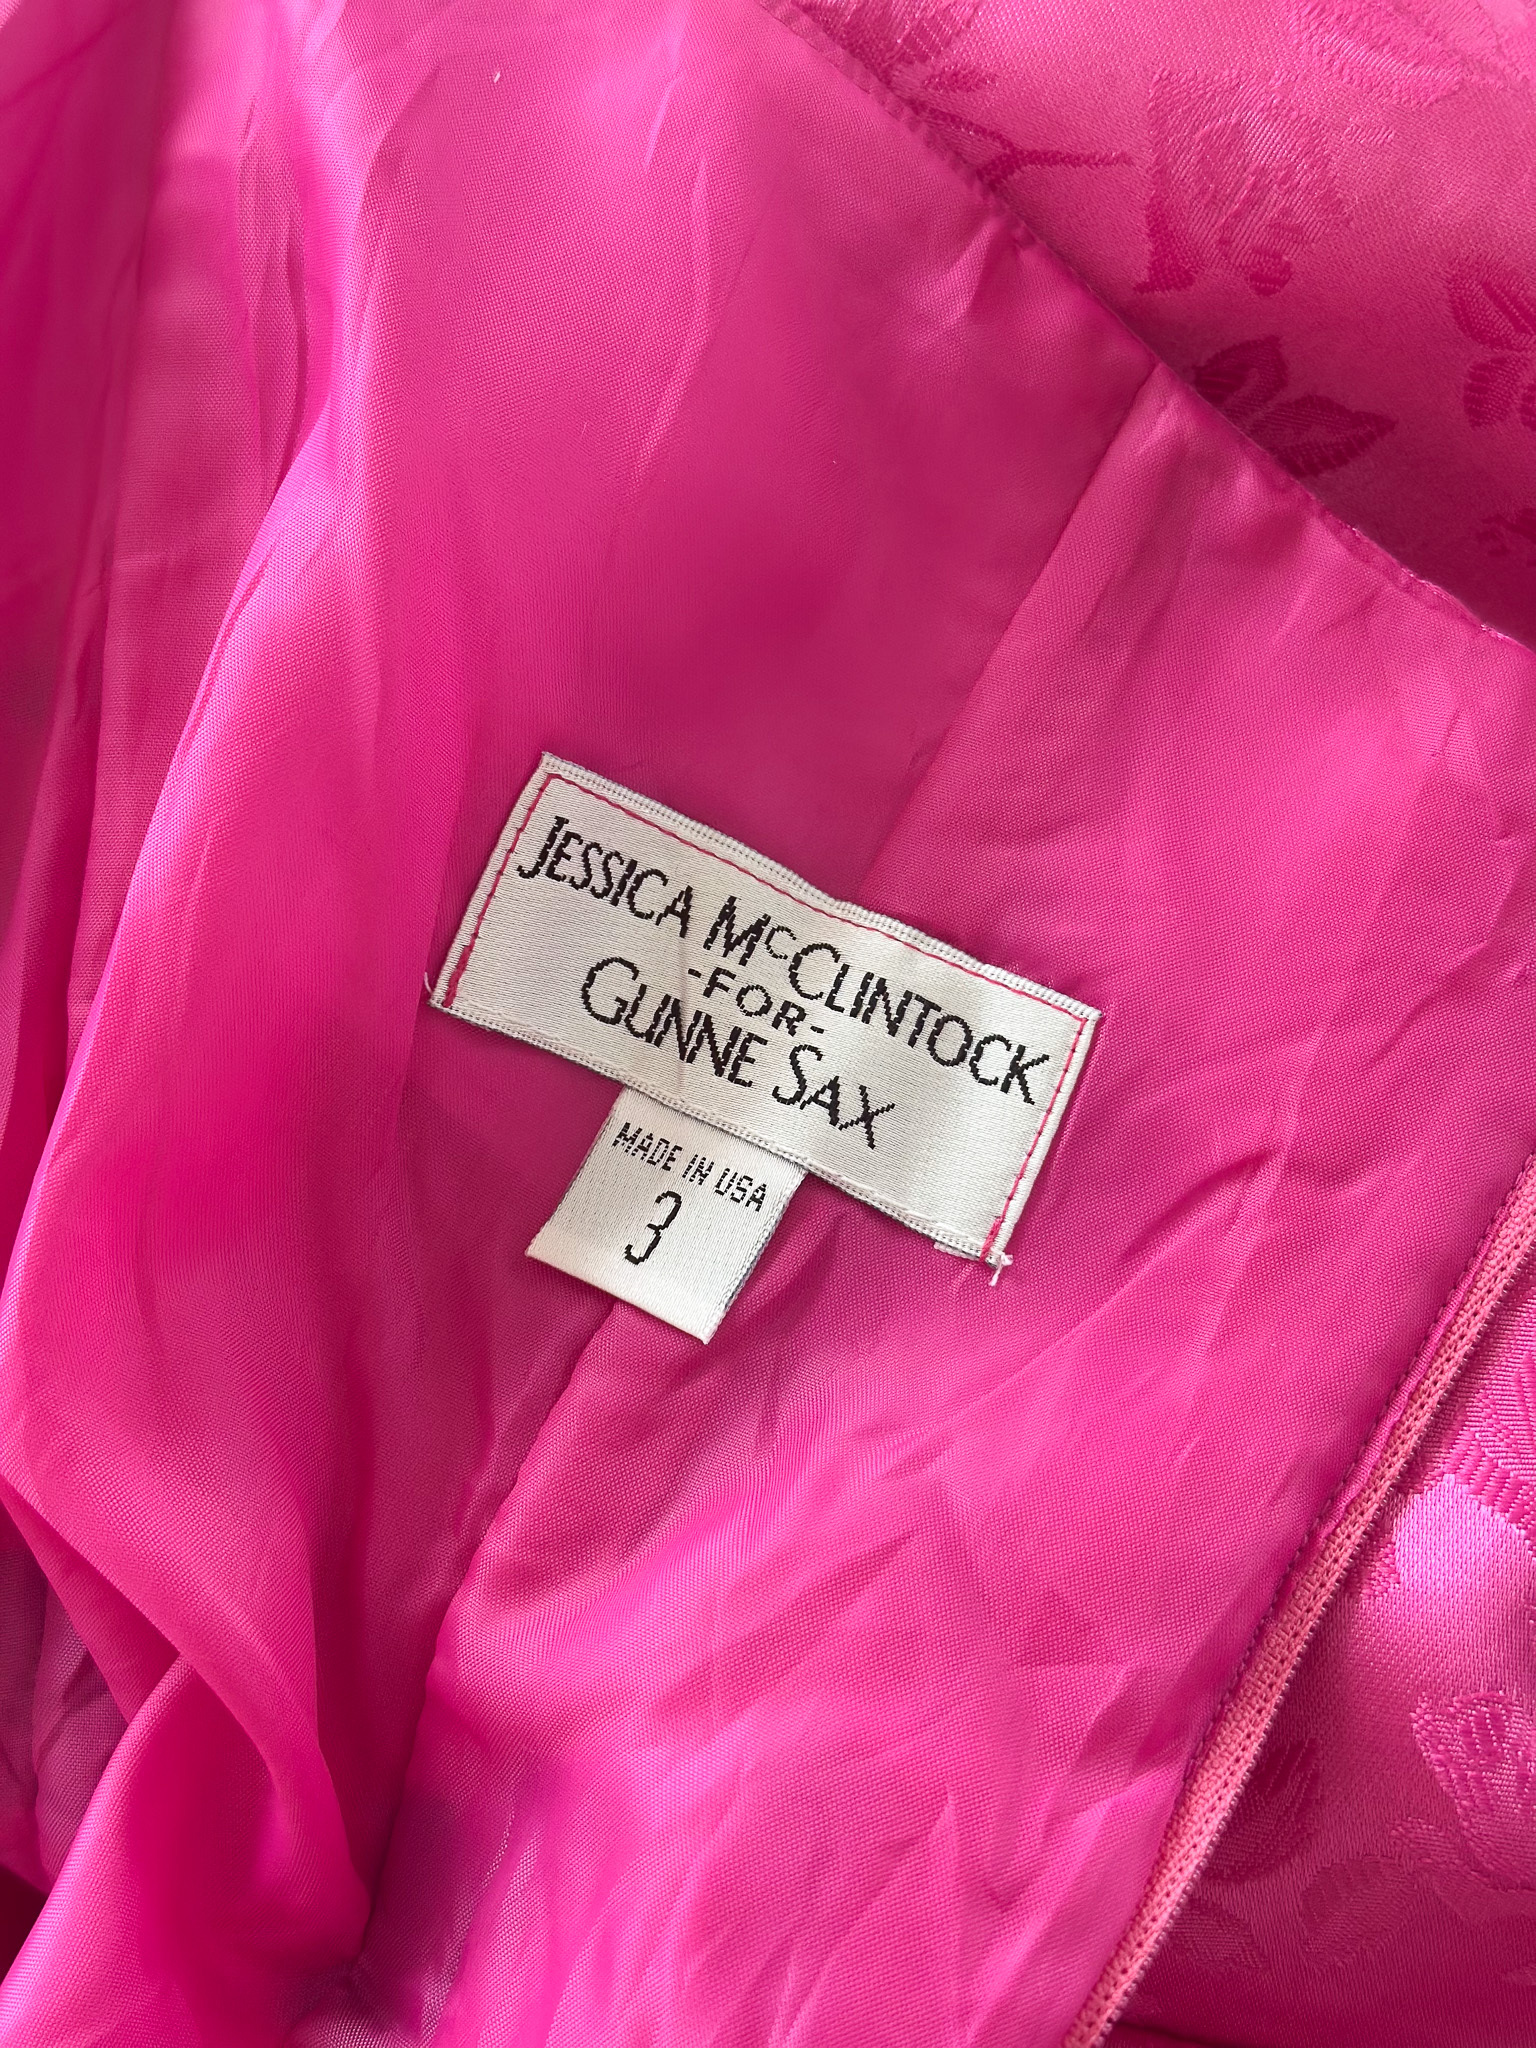 JESSICA McCLINTOCK
-FOR-
GUNNE SAX
MADE IN USA
3